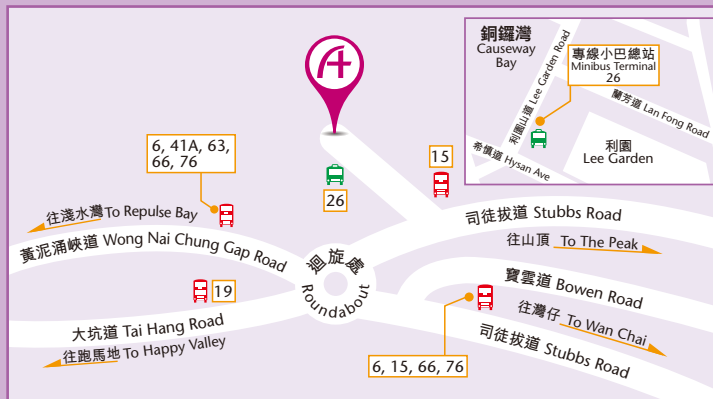 銅鑼灣
Causeway
Bay
利園山道 Lee Garden Road
專線小巴總站
Minibus Terminal
26
蘭芳道 Lan Fong Road
希慎道 Hysan Ave
利園
Lee Garden
6, 41A, 63,
66, 76
15
26
往淺水灣 To Repulse Bay
黃泥涌峽道 Wong Nai Chung Gap Road
司徒拔道 Stubbs Road
往山頂 To The Peak
迴旋處
Roundabout
寶雲道 Bowen Road
19
往灣仔 To Wan Chai
大坑道 Tai Hang Road
司徒拔道 Stubbs Road
往跑馬地 To Happy Valley
6, 15, 66, 76